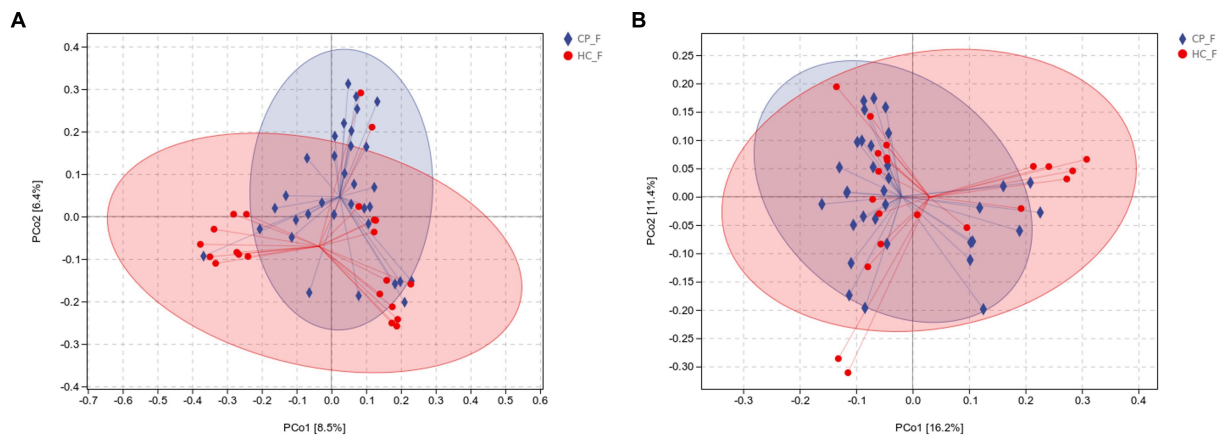 A
CP_F
HC_F
0.4
0.3
0.2
0.1
0.0
-0.1
-0.2
-0.3
-0.4
PCo2 [6.4%]
-0.7 -0.6 -0.5 -0.4 -0.3 -0.2 -0.1 0.0 0.1 0.2 0.3 0.4 0.5 0.6
PCo1 [8.5%]
B
CP_F
HC_F
0.25
0.20
0.15
0.10
0.05
0.00
-0.05
-0.10
-0.15
-0.20
-0.25
-0.30
PCo2 [11.4%]
-0.3 -0.2 -0.1 0.0 0.1 0.2 0.3 0.4
PCo1 [16.2%]